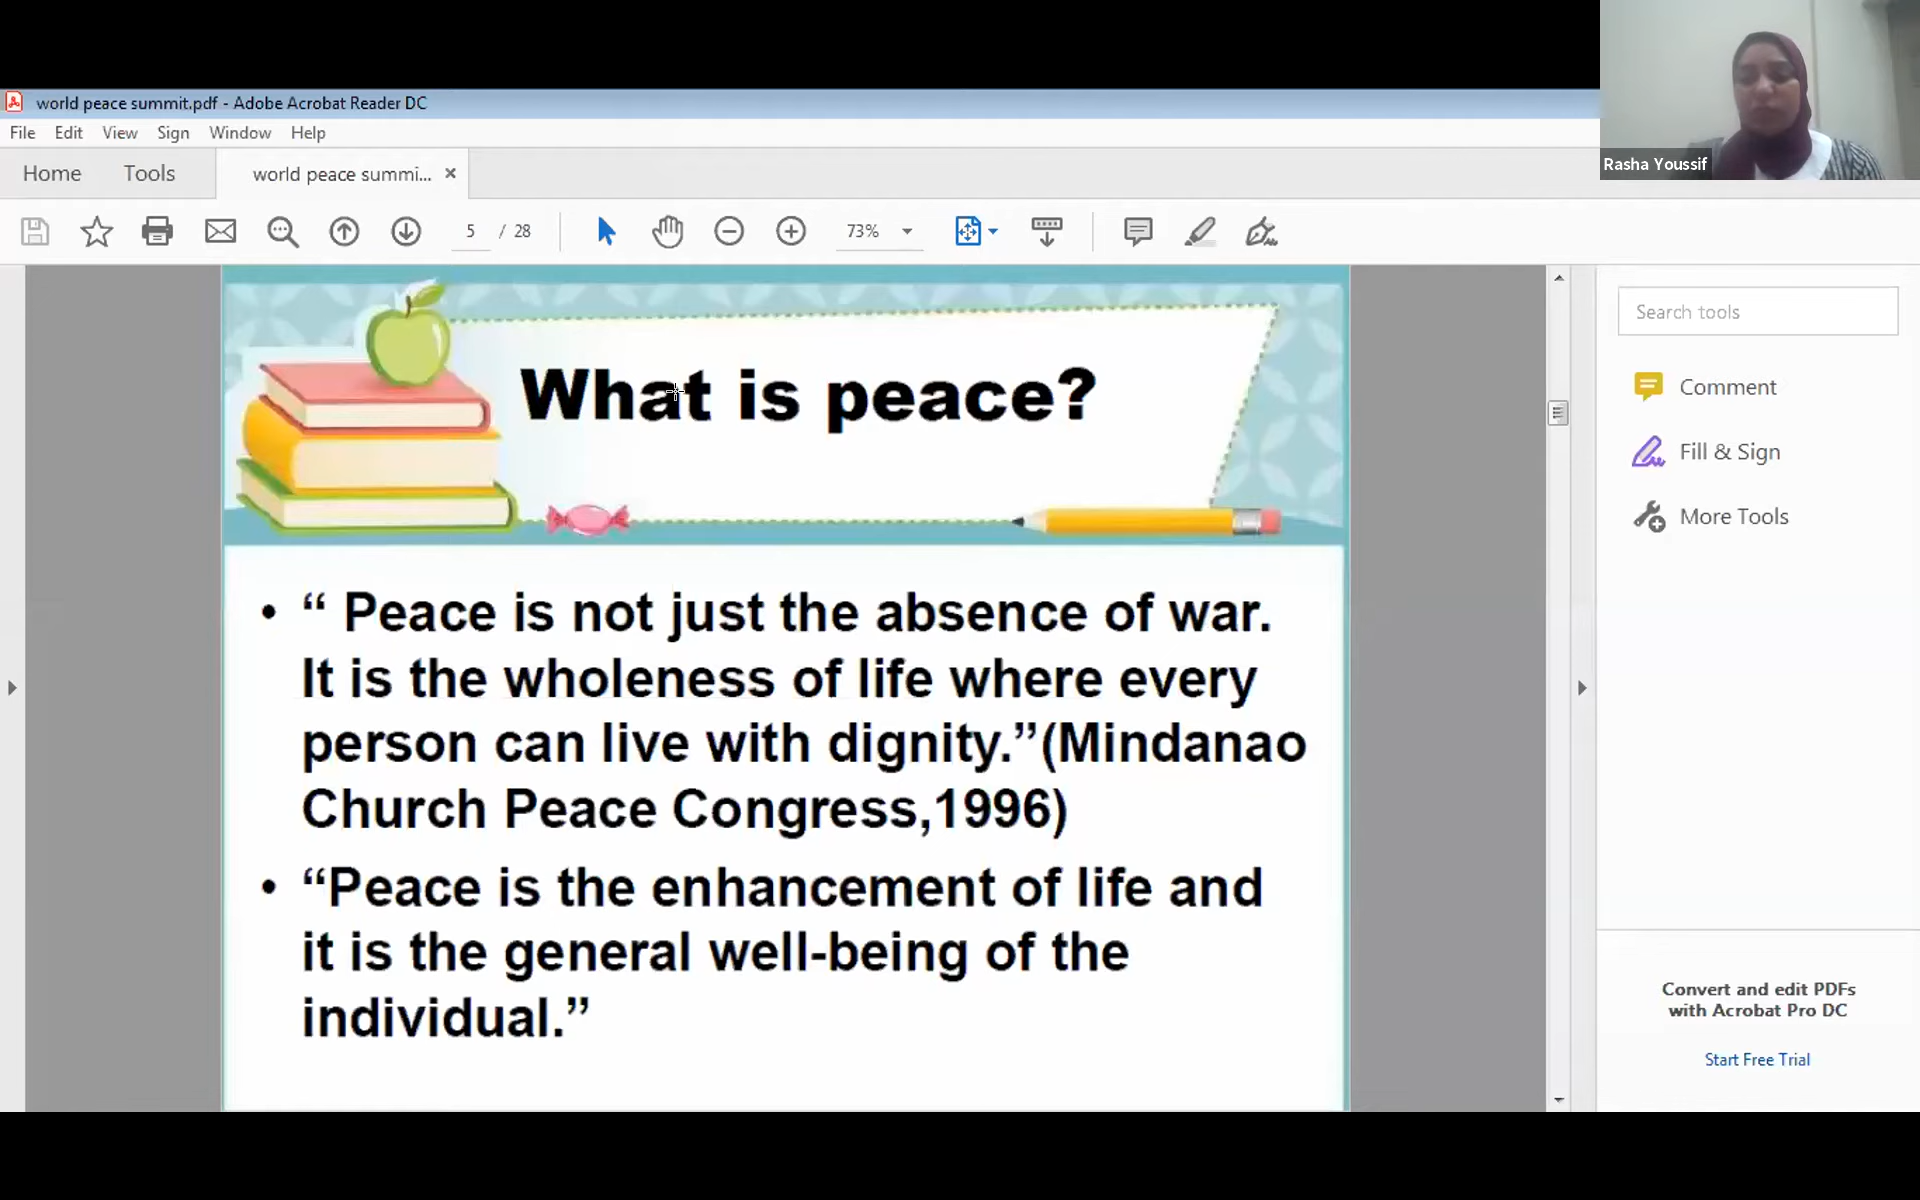 world peace summit.pdf - Adobe Acrobat Reader DC
File Edit View Sign Window Help
Home Tools world peace summi... ×
5 / 28 73%
Rasha Youssif
What is peace?
• “ Peace is not just the absence of war.
It is the wholeness of life where every
person can live with dignity.”(Mindanao
Church Peace Congress,1996)
• “Peace is the enhancement of life and
it is the general well-being of the
individual.”
Search tools
Comment
Fill & Sign
More Tools
Convert and edit PDFs
with Acrobat Pro DC
Start Free Trial